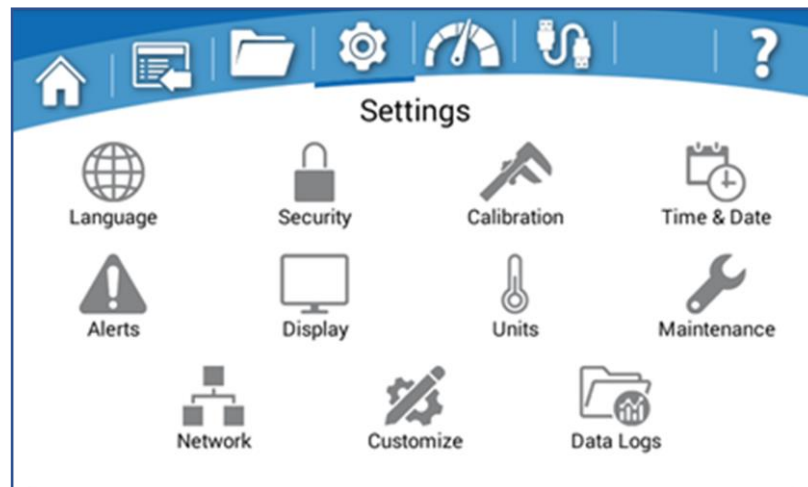 Settings
Language
Security
Calibration
Time & Date
Alerts
Display
Units
Maintenance
Network
Customize
Data Logs